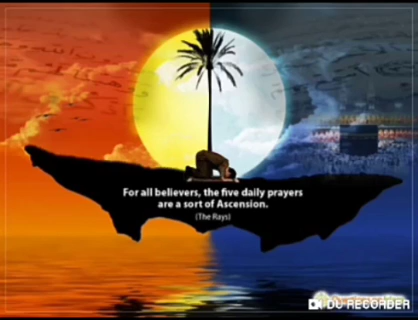 For all believers, the five daily prayers
are a sort of Ascension.
(The Rays)
DU RECORDER